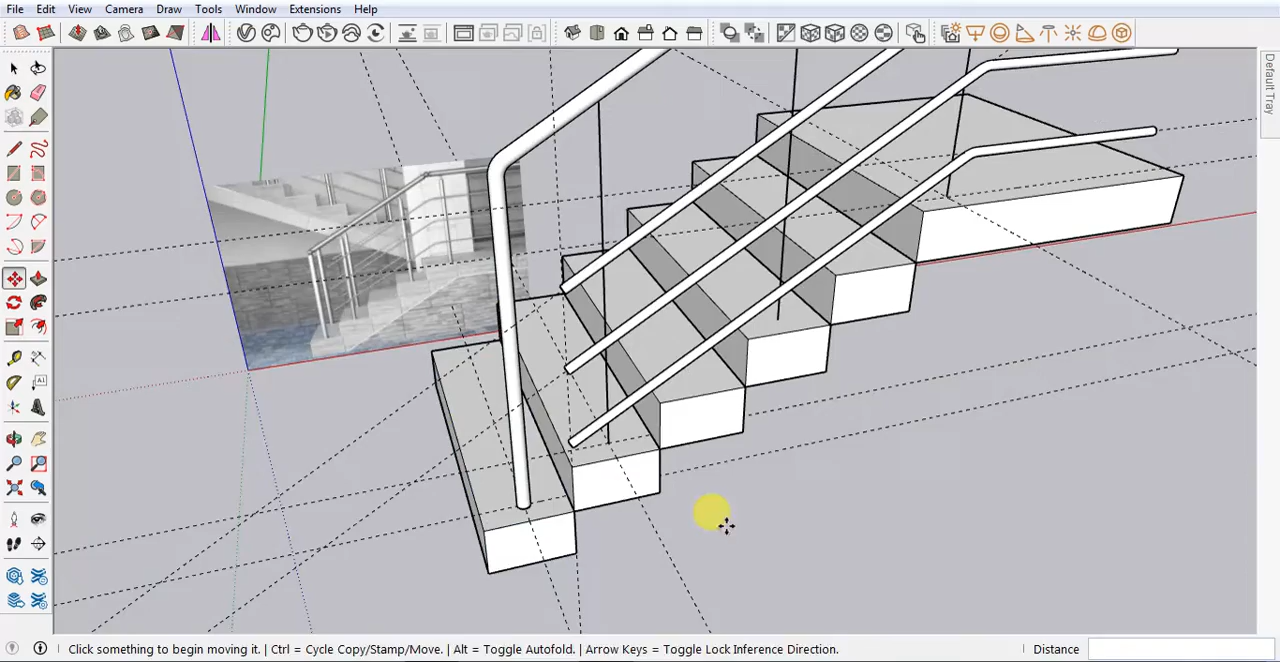 File Edit View Camera Draw Tools Window Extensions Help
Default Tray
A1
Click something to begin moving it. | Ctrl = Cycle Copy/Stamp/Move. | Alt = Toggle Autofold. | Arrow Keys = Toggle Lock Inference Direction.
Distance